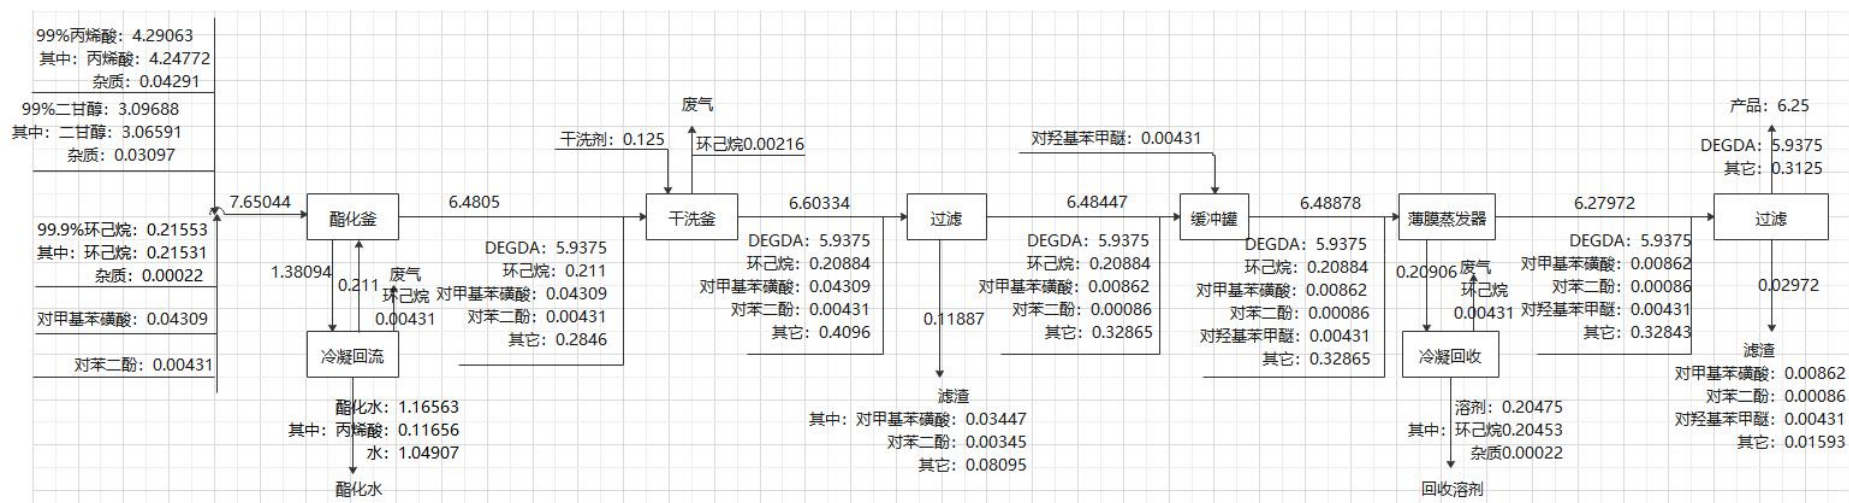 99%丙烯酸：4.29063
其中：丙烯酸：4.24772
杂质：0.04291
99%二甘醇：3.09688
其中：二甘醇：3.06591
杂质：0.03097
99.9%环己烷：0.21553
其中：环己烷：0.21531
杂质：0.00022
对甲基苯磺酸：0.04309
对苯二酚：0.00431
7.65044
酯化釜
1.38094
0.211
废气
环己烷
0.00431
冷凝回流
酯化水：1.16563
其中：丙烯酸：0.11656
水：1.04907
酯化水
6.4805
DEGDA：5.9375
环己烷：0.211
对甲基苯磺酸：0.04309
对苯二酚：0.00431
其它：0.2846
干洗剂：0.125
废气
环己烷0.00216
干洗釜
6.60334
DEGDA：5.9375
环己烷：0.20884
对甲基苯磺酸：0.04309
对苯二酚：0.00431
其它：0.4096
过滤
0.11887
滤渣
其中：对甲基苯磺酸：0.03447
对苯二酚：0.00345
其它：0.08095
6.48447
DEGDA：5.9375
环己烷：0.20884
对甲基苯磺酸：0.00862
对苯二酚：0.00086
其它：0.32865
对羟基苯甲醚：0.00431
缓冲罐
6.48878
DEGDA：5.9375
环己烷：0.20884
对甲基苯磺酸：0.00862
对苯二酚：0.00086
对羟基苯甲醚：0.00431
其它：0.32865
薄膜蒸发器
0.20906
废气
环己烷
0.00431
冷凝回收
溶剂：0.20475
其中：环己烷0.20453
杂质0.00022
回收溶剂
6.27972
DEGDA：5.9375
对甲基苯磺酸：0.00862
对苯二酚：0.00086
对羟基苯甲醚：0.00431
其它：0.32843
产品：6.25
DEGDA：5.9375
其它：0.3125
过滤
0.02972
滤渣
对甲基苯磺酸：0.00862
对苯二酚：0.00086
对羟基苯甲醚：0.00431
其它：0.01593